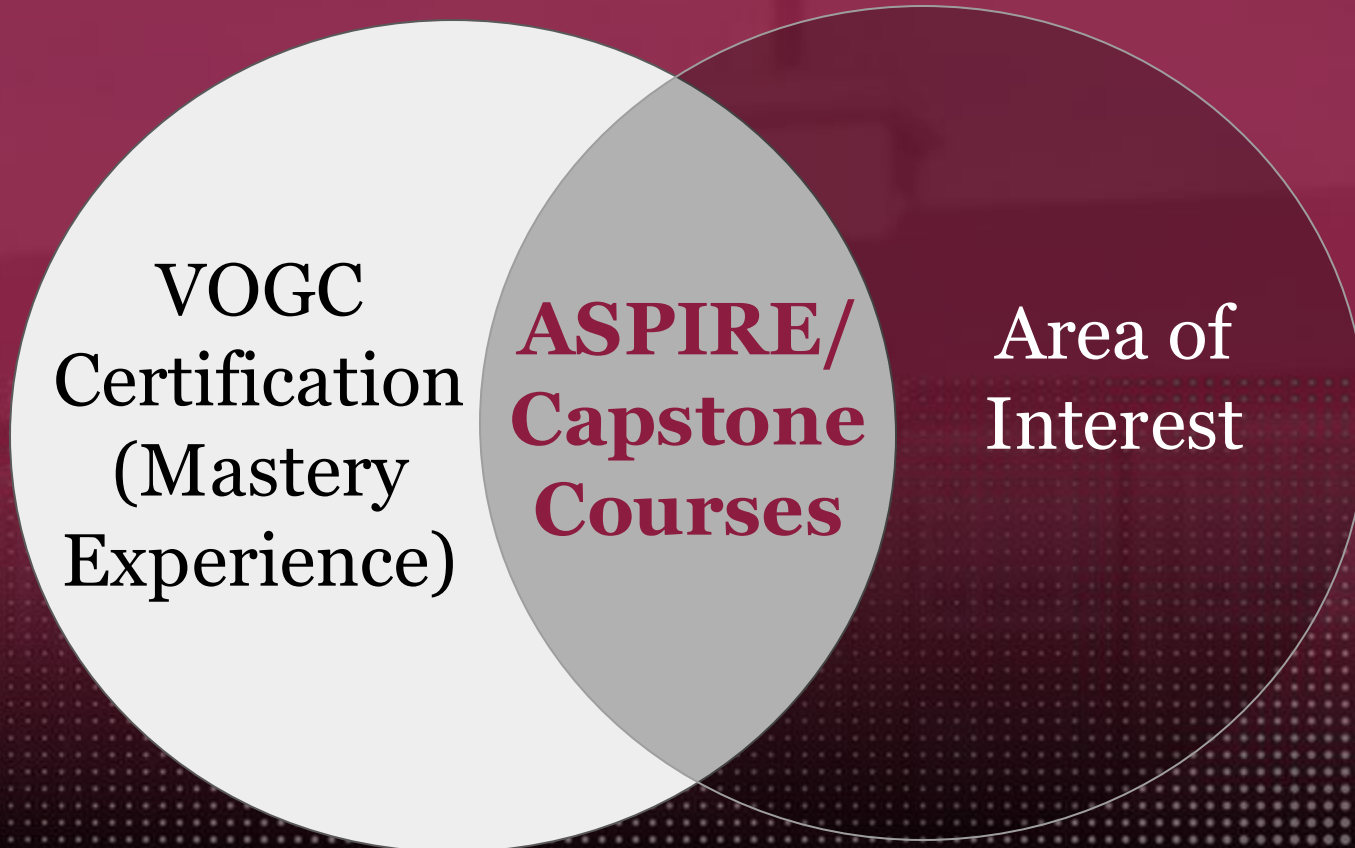 VOGC
Certification
(Mastery
Experience)
ASPIRE/
Capstone
Courses
Area of
Interest